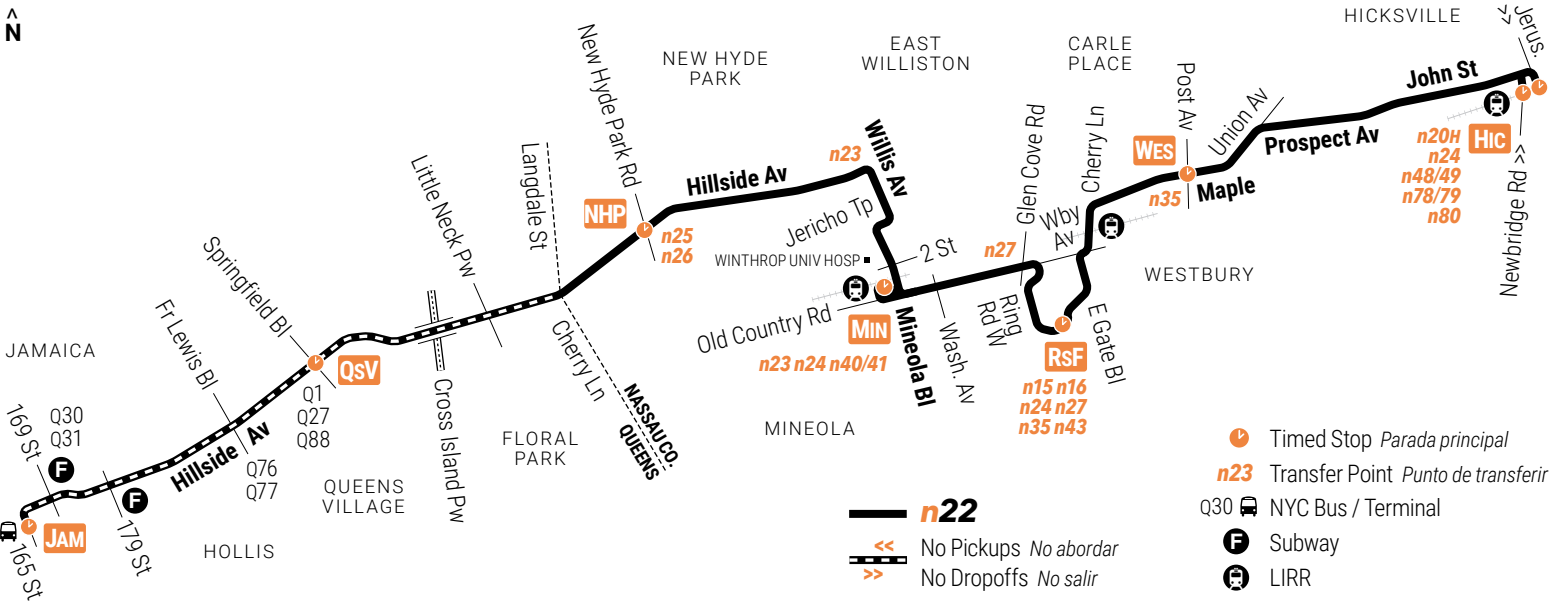 N
JAMAICA
169 St
Q30
Q31
F
F
JAM
165 St
179 St
HOLLIS
Hillside Av
Fr Lewis Bl
Springfield Bl
QSV
Q1
Q27
Q88
Q76
Q77
QUEENS
VILLAGE
Cross Island Pw
Little Neck Pw
FLORAL
PARK
Langdale St
Cherry Ln
NASSAU CO.
QUEENS
New Hyde Park Rd
NHP
n25
n26
NEW HYDE
PARK
Hillside Av
n23
Willis Av
EAST
WILLISTON
Jericho Tp
WINTHROP UNIV HOSP
2 St
Old Country Rd
MIN
n23 n24 n40/41
Mineola Bl
MINEOLA
Wash. Av
n27
Glen Cove Rd
Ring
Rd W
RSF
n15 n16
n24 n27
n35 n43
E Gate Bl
Wby
Av
Cherry Ln
CARLE
PLACE
WESTBURY
WES
n35
Post Av
Maple
Union Av
Prospect Av
John St
HICKSVILLE
<< Jerus.
HIC
n20H
n24
n48/49
n78/79
n80
Newbridge Rd >>
n22
<< No Pickups No abordar
>> No Dropoffs No salir
Timed Stop Parada principal
n23 Transfer Point Punto de transferir
Q30 NYC Bus / Terminal
F Subway
LIRR